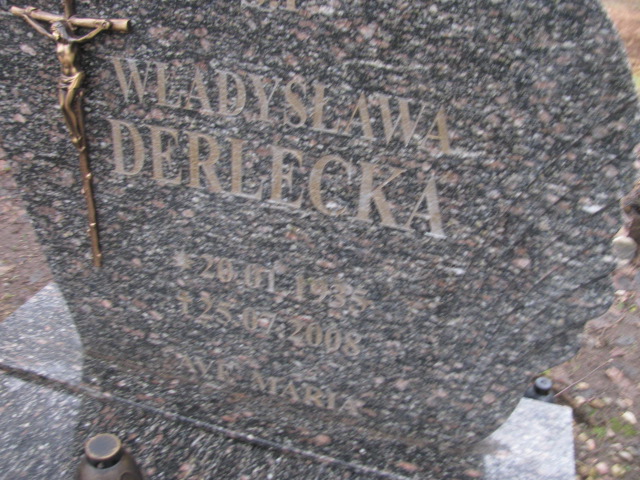 WŁADYSŁAWA
DERLECKA
* 20.01.1935
† 25.07.2008
AVE MARIA